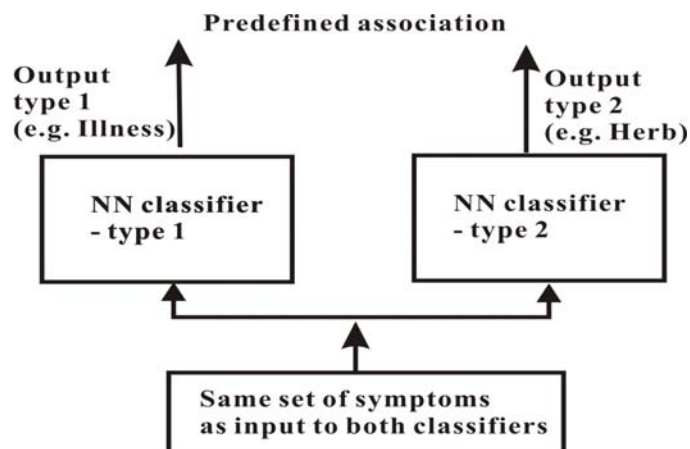 Predefined association
Output
type 1
(e.g. Illness)
Output
type 2
(e.g. Herb)
NN classifier
- type 1
NN classifier
- type 2
Same set of symptoms
as input to both classifiers